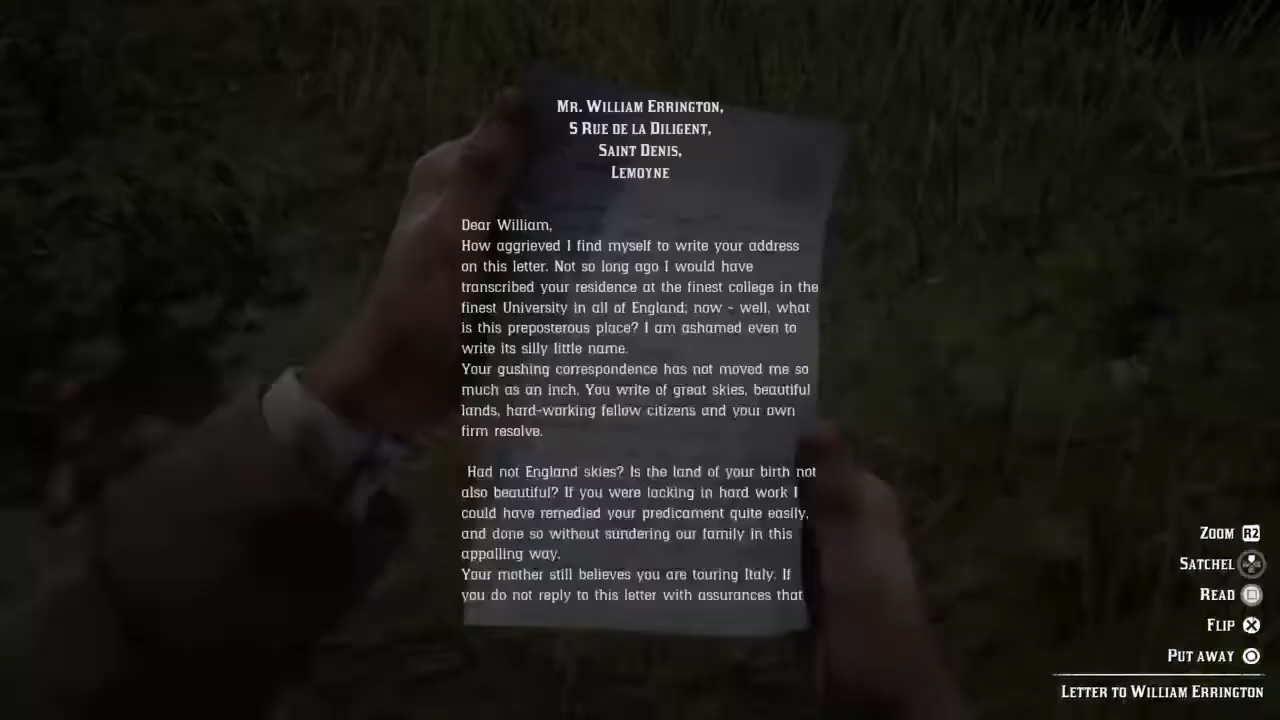 MR. WILLIAM ERRINGTON,
5 RUE DE LA DILIGENT,
SAINT DENIS,
LEMOYNE
Dear William,
How aggrieved I find myself to write your address
on this letter. Not so long ago I would have
transcribed your residence at the finest college in the
finest University in all of England; now - well, what
is this preposterous place? I am ashamed even to
write its silly little name.
Your gushing correspondence has not moved me so
much as an inch. You write of great skies, beautiful
lands, hard-working fellow citizens and your own
firm resolve.
Had not England skies? Is the land of your birth not
also beautiful? If you were lacking in hard work I
could have remedied your predicament quite easily,
and done so without sundering our family in this
appalling way.
Your mother still believes you are touring Italy. If
you do not reply to this letter with assurances that
ZOOM R2
SATCHEL
READ
FLIP
PUT AWAY
LETTER TO WILLIAM ERRINGTON